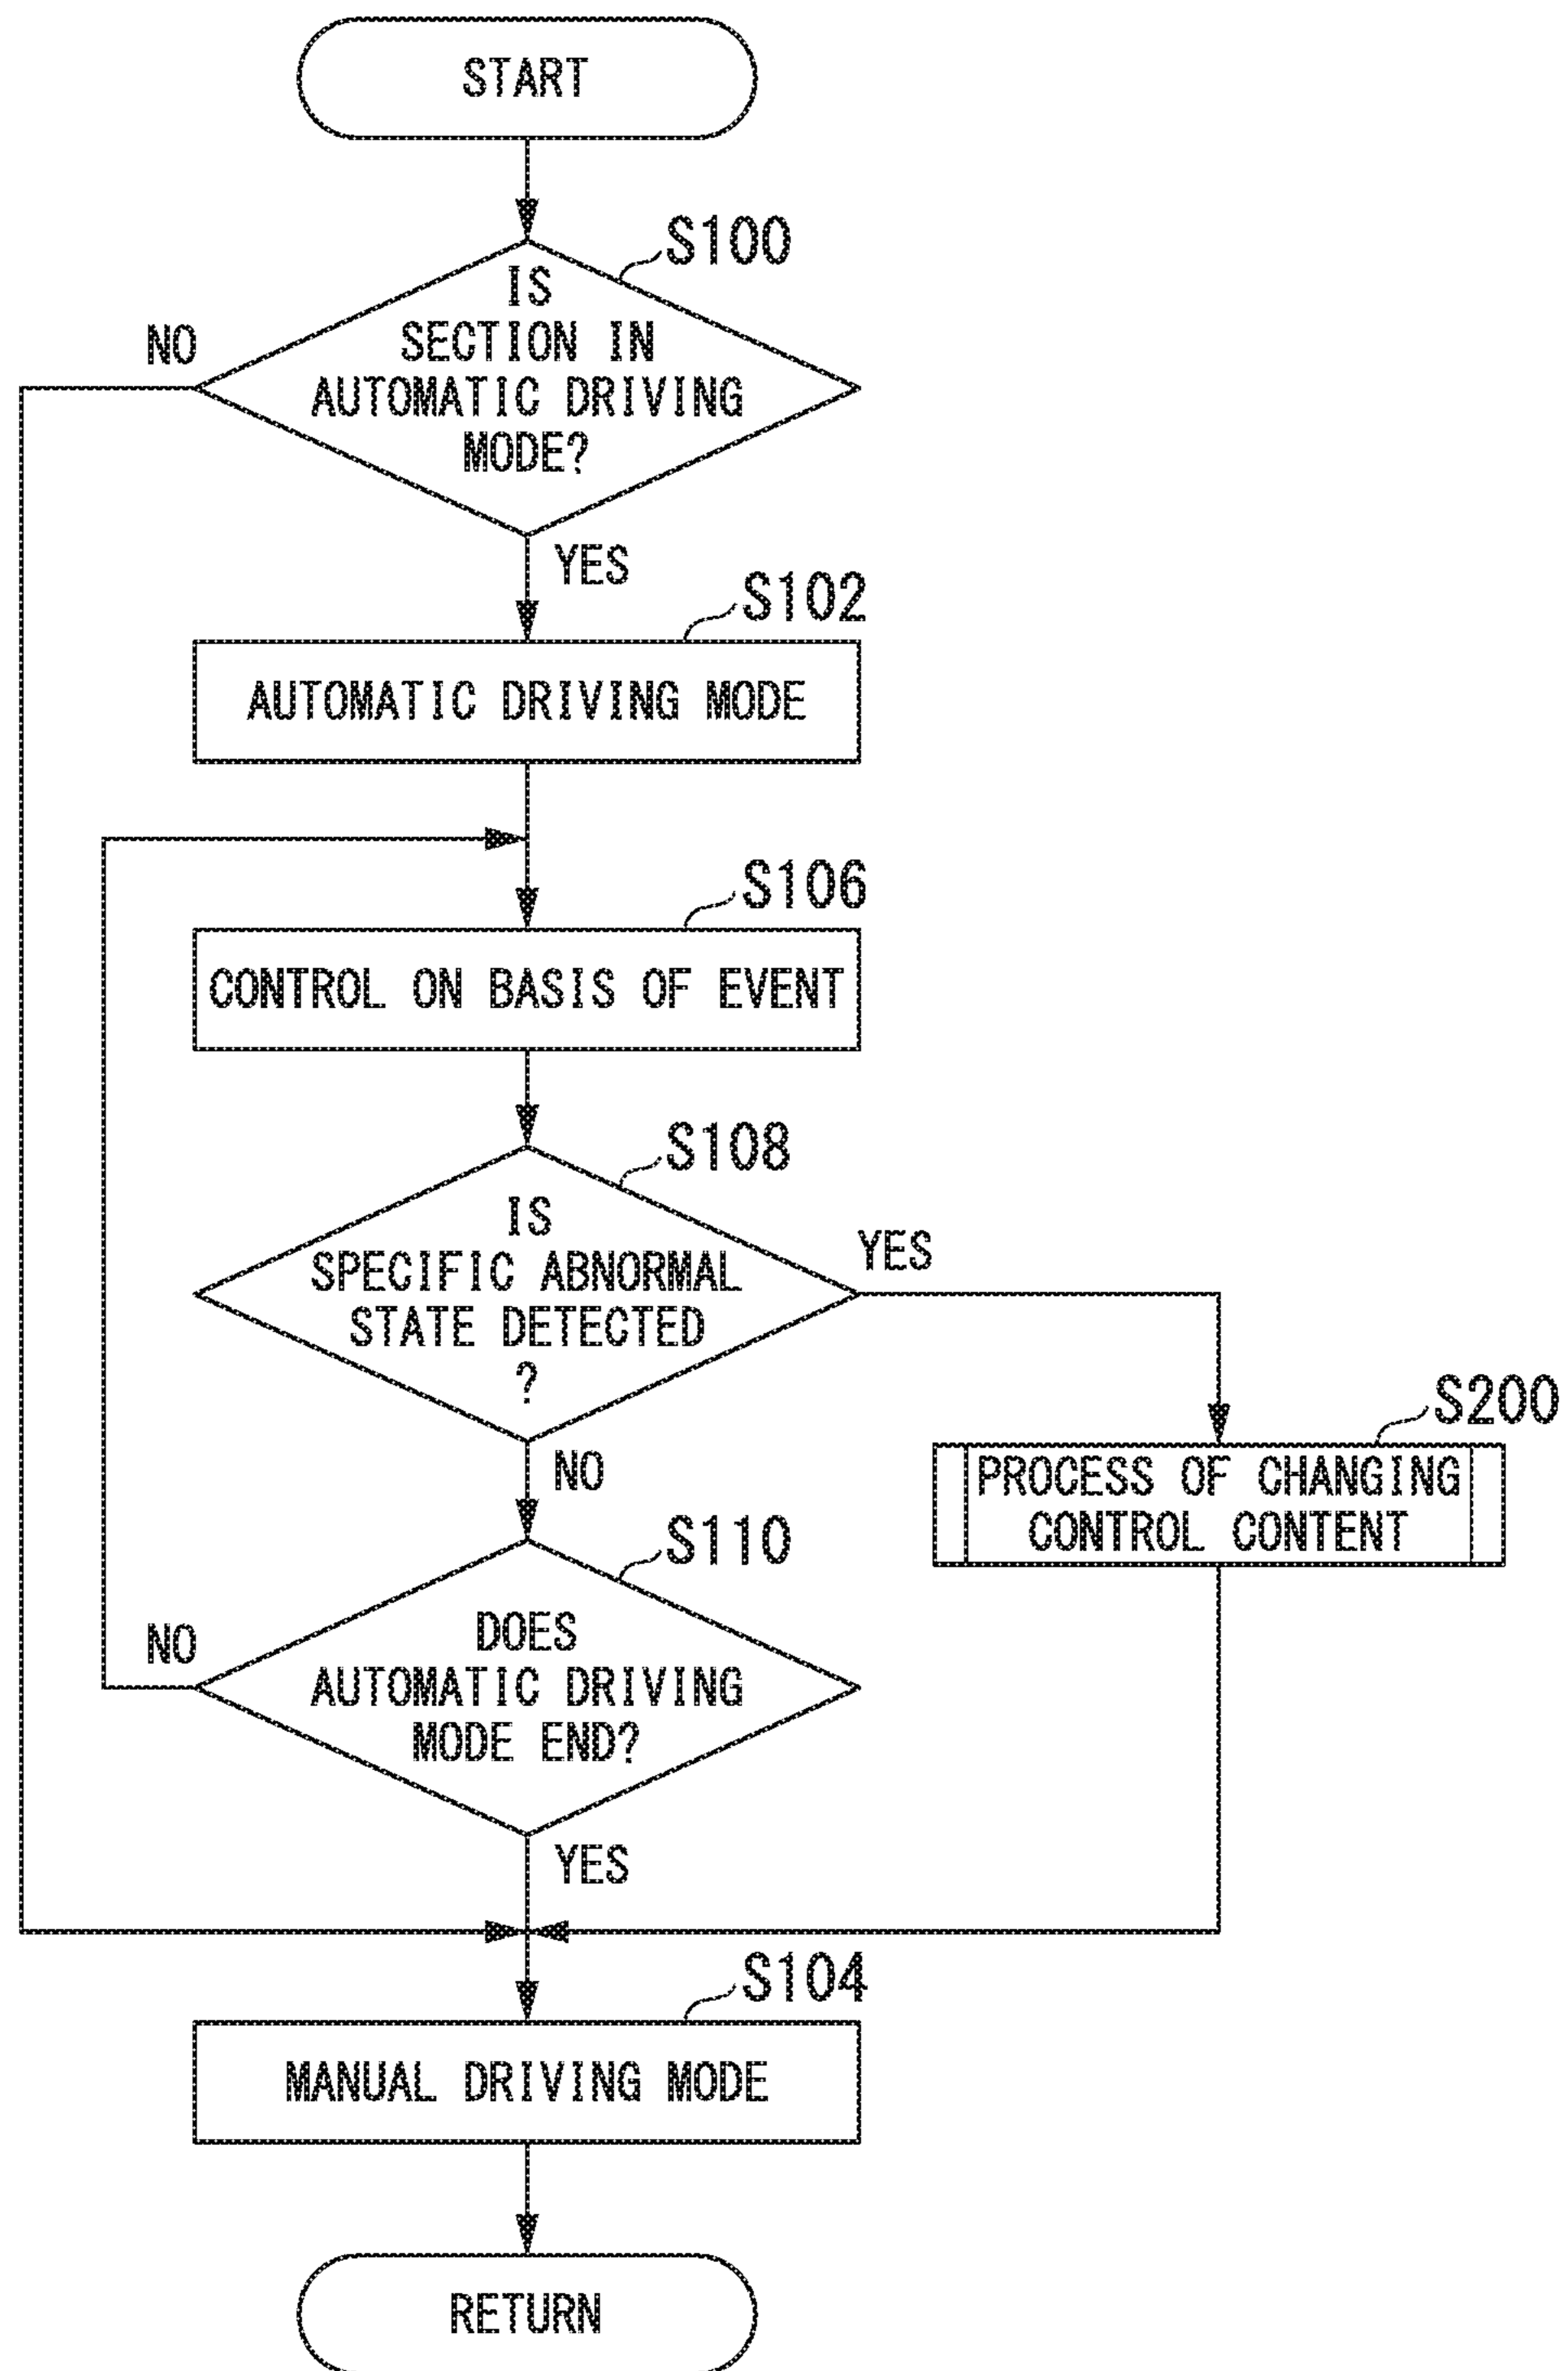 START
S100
IS
SECTION IN
AUTOMATIC DRIVING
MODE?
NO
YES
S102
AUTOMATIC DRIVING MODE
S106
CONTROL ON BASIS OF EVENT
S108
IS
SPECIFIC ABNORMAL
STATE DETECTED
?
YES
NO
S200
PROCESS OF CHANGING
CONTROL CONTENT
S110
DOES
AUTOMATIC DRIVING
MODE END?
NO
YES
S104
MANUAL DRIVING MODE
RETURN